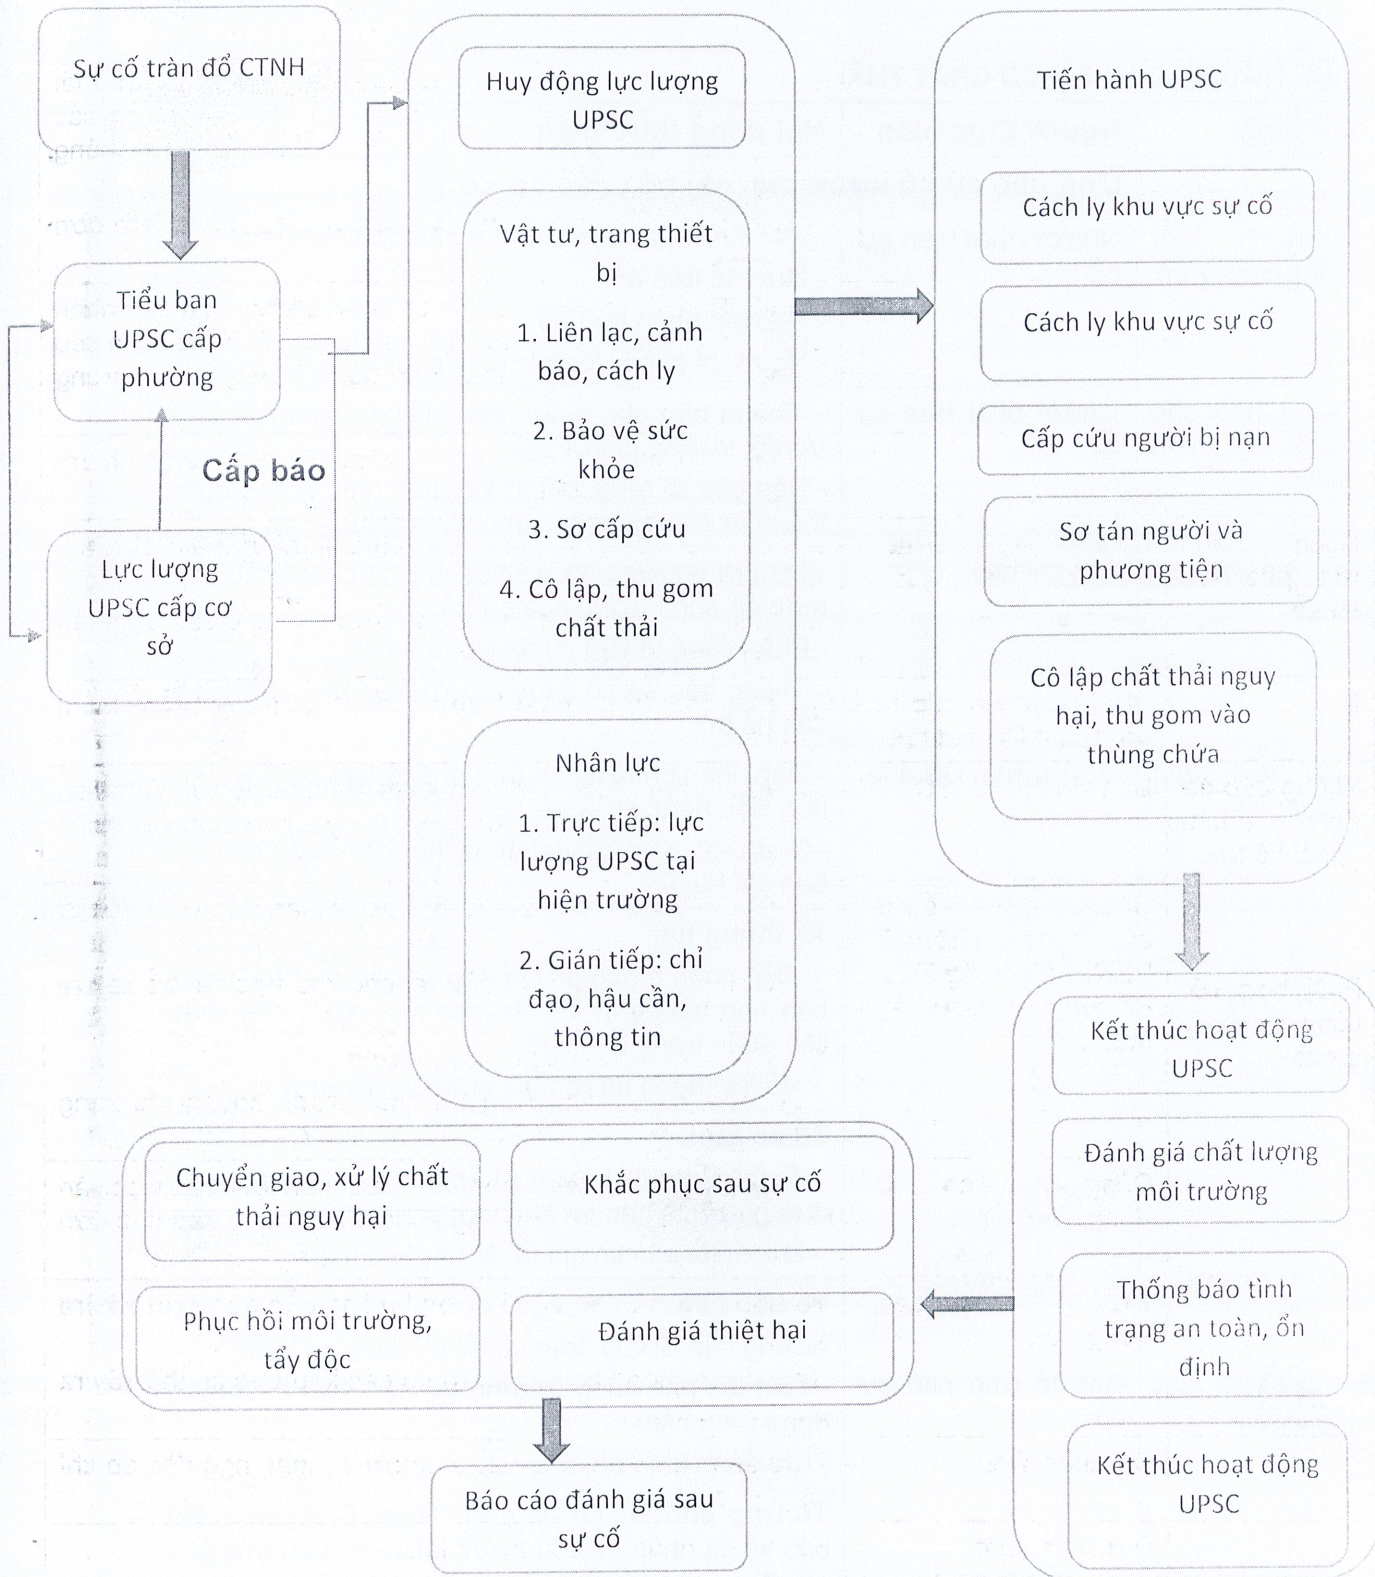 Sự cố tràn đổ CTNH
Tiểu ban
UPSC cấp
phường
Cấp báo
Lực lượng
UPSC cấp cơ
sở
Huy động lực lượng
UPSC
Vật tư, trang thiết
bị
1. Liên lạc, cảnh
báo, cách ly
2. Bảo vệ sức
khỏe
3. Sơ cấp cứu
4. Cô lập, thu gom
chất thải
Nhân lực
1. Trực tiếp: lực
lượng UPSC tại
hiện trường
2. Gián tiếp: chỉ
đạo, hậu cần,
thông tin
Tiến hành UPSC
Cách ly khu vực sự cố
Cách ly khu vực sự cố
Cấp cứu người bị nạn
Sơ tán người và
phương tiện
Cô lập chất thải nguy
hại, thu gom vào
thùng chứa
Kết thúc hoạt động
UPSC
Đánh giá chất lượng
môi trường
Thống báo tình
trạng an toàn, ổn
định
Kết thúc hoạt động
UPSC
Chuyển giao, xử lý chất
thải nguy hại
Khắc phục sau sự cố
Phục hồi môi trường,
tẩy độc
Đánh giá thiệt hại
Báo cáo đánh giá sau
sự cố